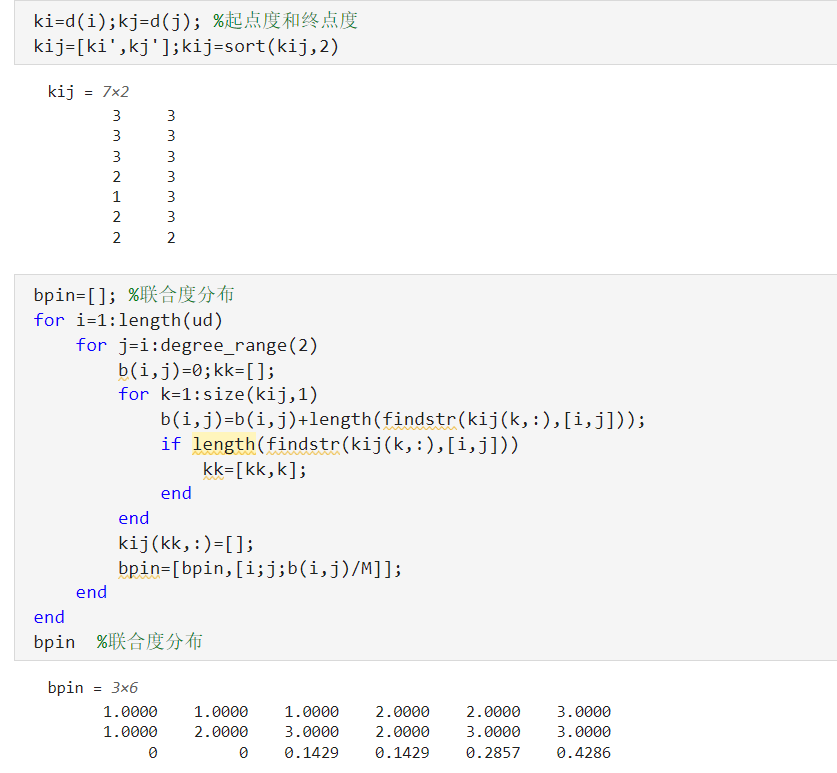 ki=d(i);kj=d(j); %起点度和终点度
kij=[ki',kj'];kij=sort(kij,2)
kij = 7×2
3 3
3 3
3 3
2 3
1 3
2 3
2 2
bpin=[]; %联合度分布
for i=1:length(ud)
for j=i:degree_range(2)
b(i,j)=0;kk=[];
for k=1:size(kij,1)
b(i,j)=b(i,j)+length(findstr(kij(k,:),[i,j]));
if length(findstr(kij(k,:),[i,j]))
kk=[kk,k];
end
end
kij(kk,:)=[];
bpin=[bpin,[i;j;b(i,j)/M]];
end
end
bpin %联合度分布
bpin = 3×6
1.0000 1.0000 1.0000 2.0000 2.0000 3.0000
1.0000 2.0000 3.0000 2.0000 3.0000 3.0000
0 0 0.1429 0.1429 0.2857 0.4286